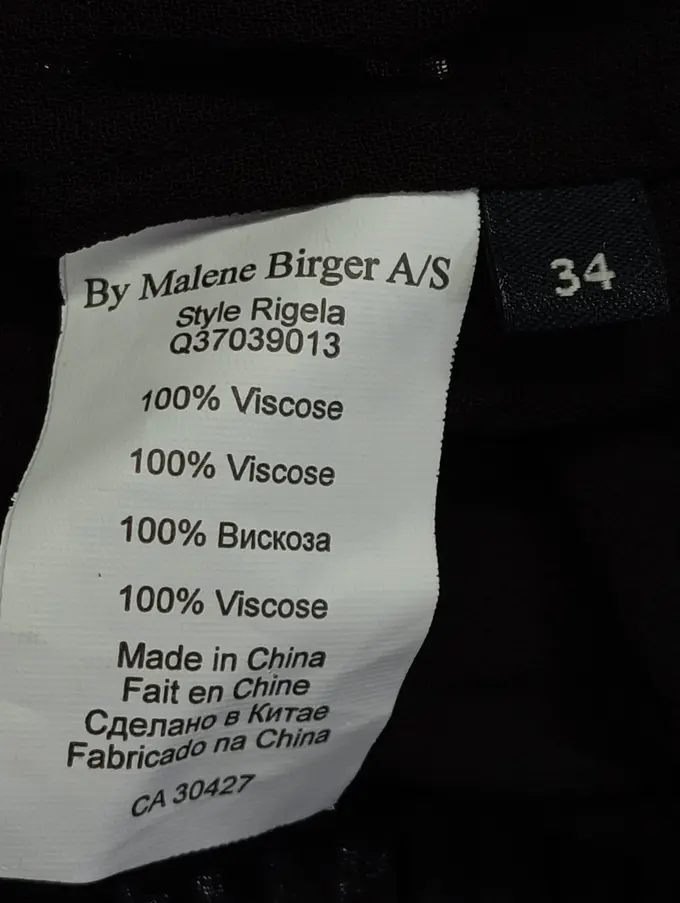 By Malene Birger A/S
Style Rigela
Q37039013
100% Viscose
100% Viscose
100% Вискоза
100% Viscose
Made in China
Fait en Chine
Сделано в Китае
Fabricado na China
CA 30427
34